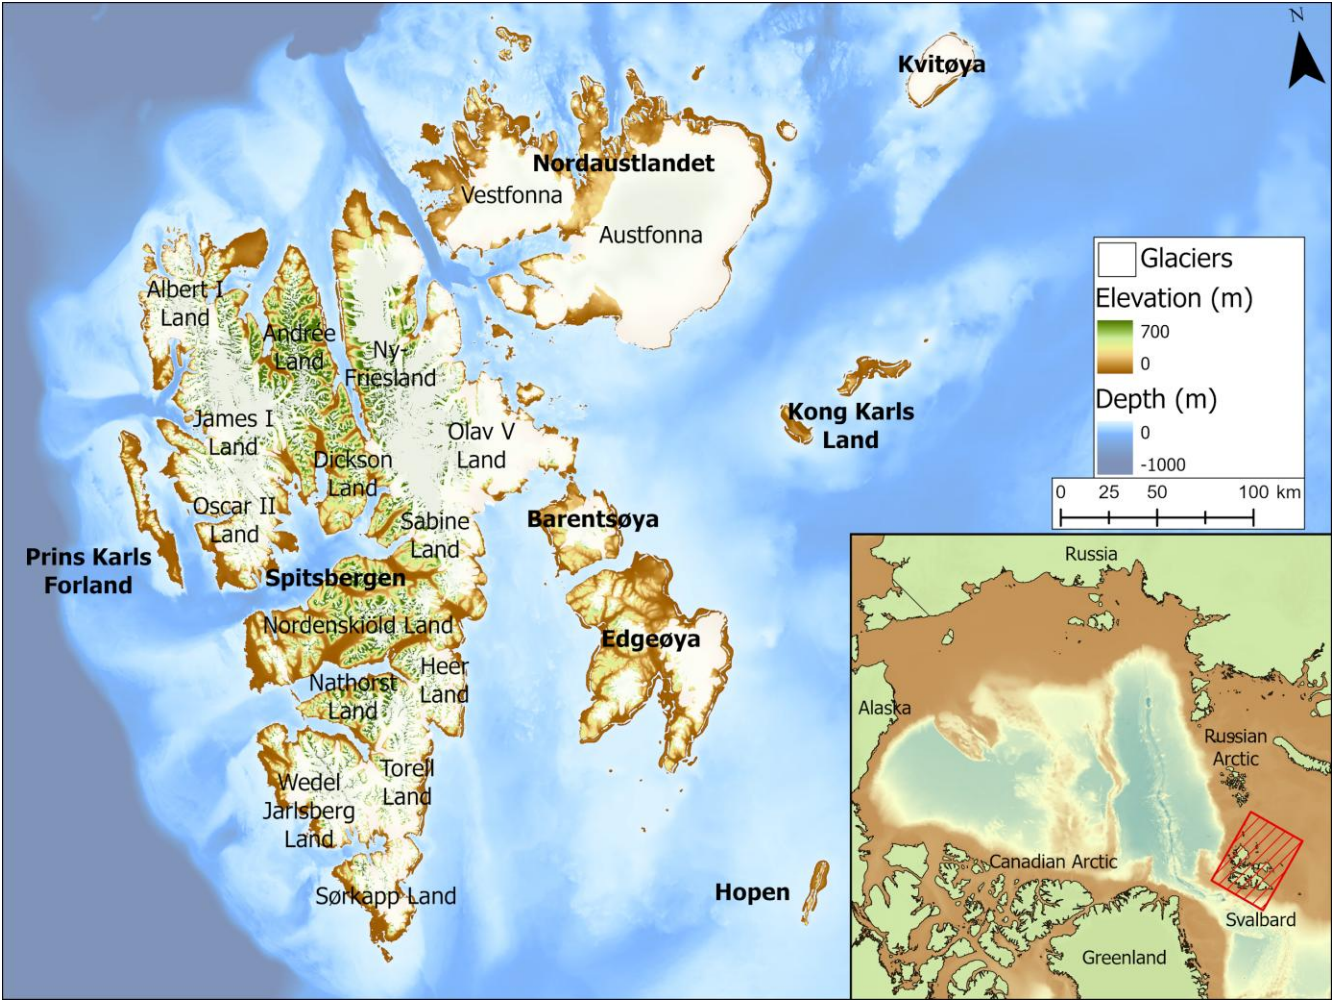 N
Kvitøya
Nordaustlandet
Vestfonna
Austfonna
Albert I
Land
Andrée
Land
Ny-
Friesland
James I
Land
Olav V
Land
Dickson
Land
Oscar II
Land
Sabine
Land
Kong Karls
Land
Barentsøya
Prins Karls
Forland
Spitsbergen
Nordenskiöld Land
Edgeøya
Heer
Land
Nathorst
Land
Torell
Land
Wedel
Jarlsberg
Land
Sørkapp Land
Hopen
Glaciers
Elevation (m)
700
0
Depth (m)
0
-1000
0 25 50 100 km
Russia
Alaska
Russian
Arctic
Canadian Arctic
Svalbard
Greenland